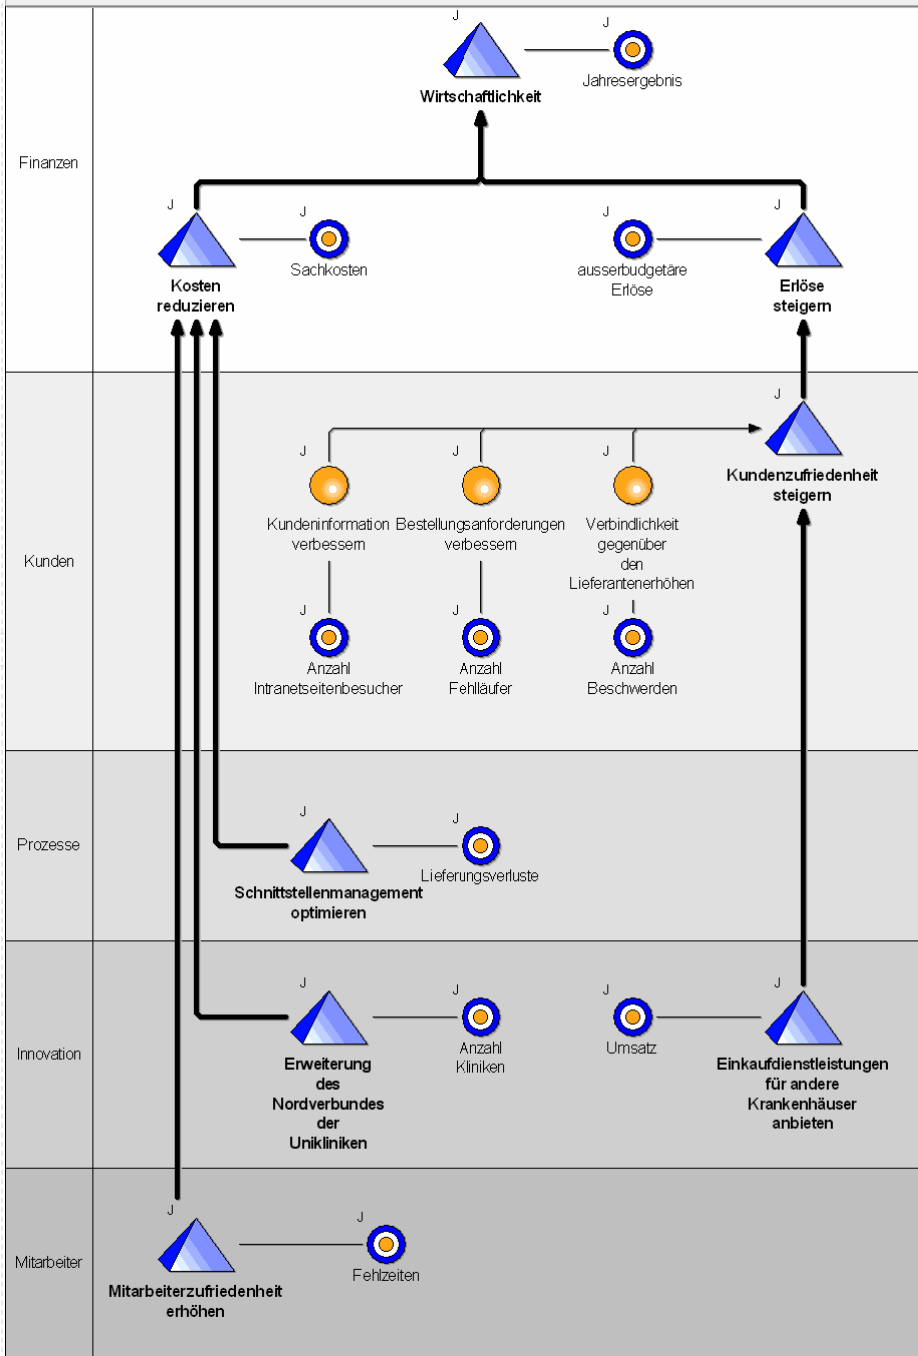 J
J
Jahresergebnis
Wirtschaftlichkeit
Finanzen
J
J
J
J
Sachkosten
ausserbudgetäre
Erlöse
Kosten
reduzieren
Erlöse
steigern
J
Kundenzufriedenheit
steigern
J
J
J
Kundeninformation
verbessern
Bestellungsanforderungen
verbessern
Verbindlichkeit
gegenüber
den
Lieferantenerhöhen
Kunden
J
J
J
Anzahl
Intranetseitenbesucher
Anzahl
Fehlläufer
Anzahl
Beschwerden
Prozesse
J
J
Lieferungsverluste
Schnittstellenmanagement
optimieren
Innovation
J
J
J
J
Anzahl
Kliniken
Umsatz
Erweiterung
des
Nordverbundes
der
Unikliniken
Einkaufdienstleistungen
für andere
Krankenhäuser
anbieten
Mitarbeiter
J
J
Fehlzeiten
Mitarbeiterzufriedenheit
erhöhen